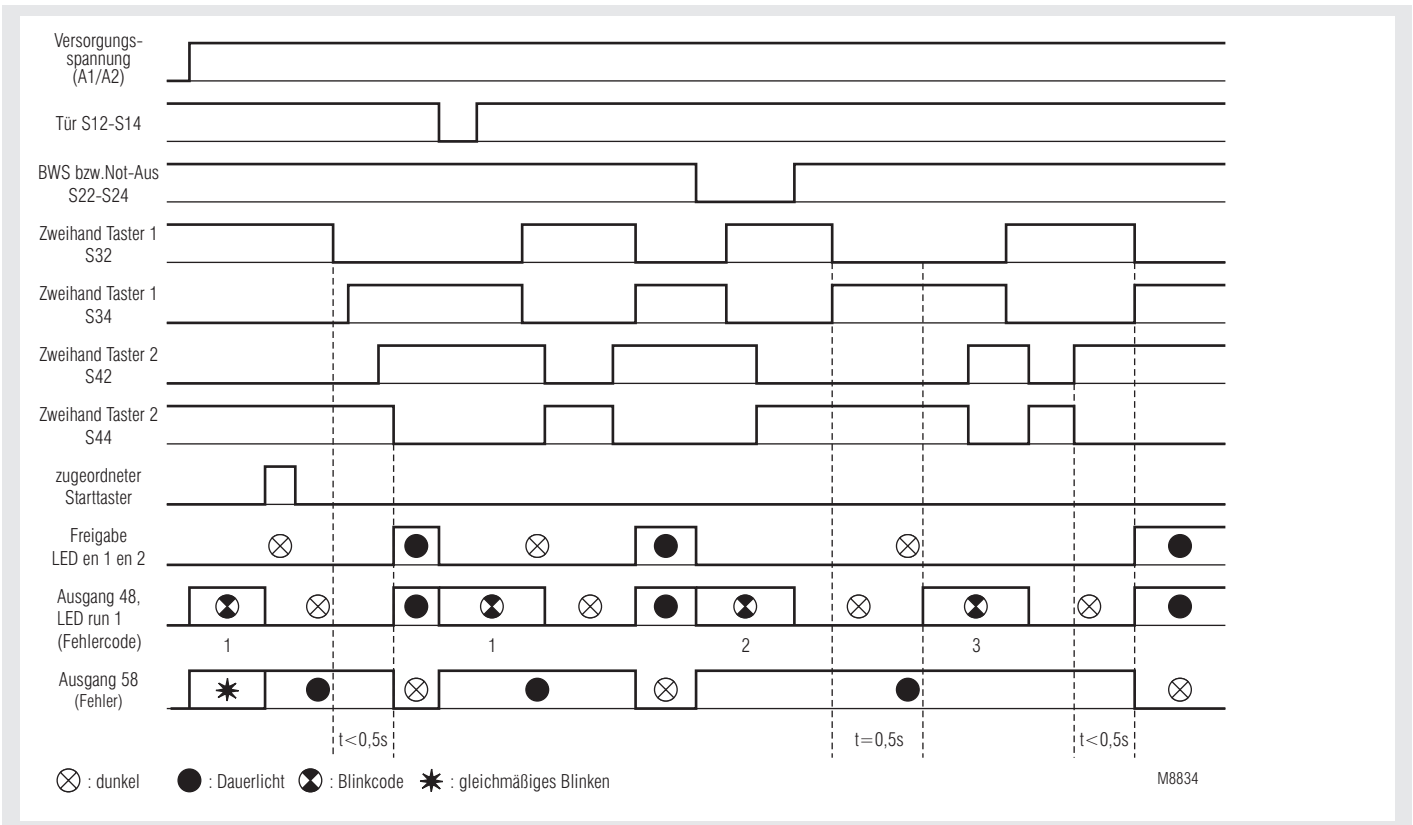 Versorgungs-
spannung
(A1/A2)
Tür S12-S14
BWS bzw.Not-Aus
S22-S24
Zweihand Taster 1
S32
Zweihand Taster 1
S34
Zweihand Taster 2
S42
Zweihand Taster 2
S44
zugeordneter
Starttaster
Freigabe
LED en 1 en 2
Ausgang 48,
LED run 1
(Fehlercode)
1
1
2
3
Ausgang 58
(Fehler)
t<0,5s
t=0,5s
t<0,5s
: dunkel
: Dauerlicht
: Blinkcode
: gleichmäßiges Blinken
M8834